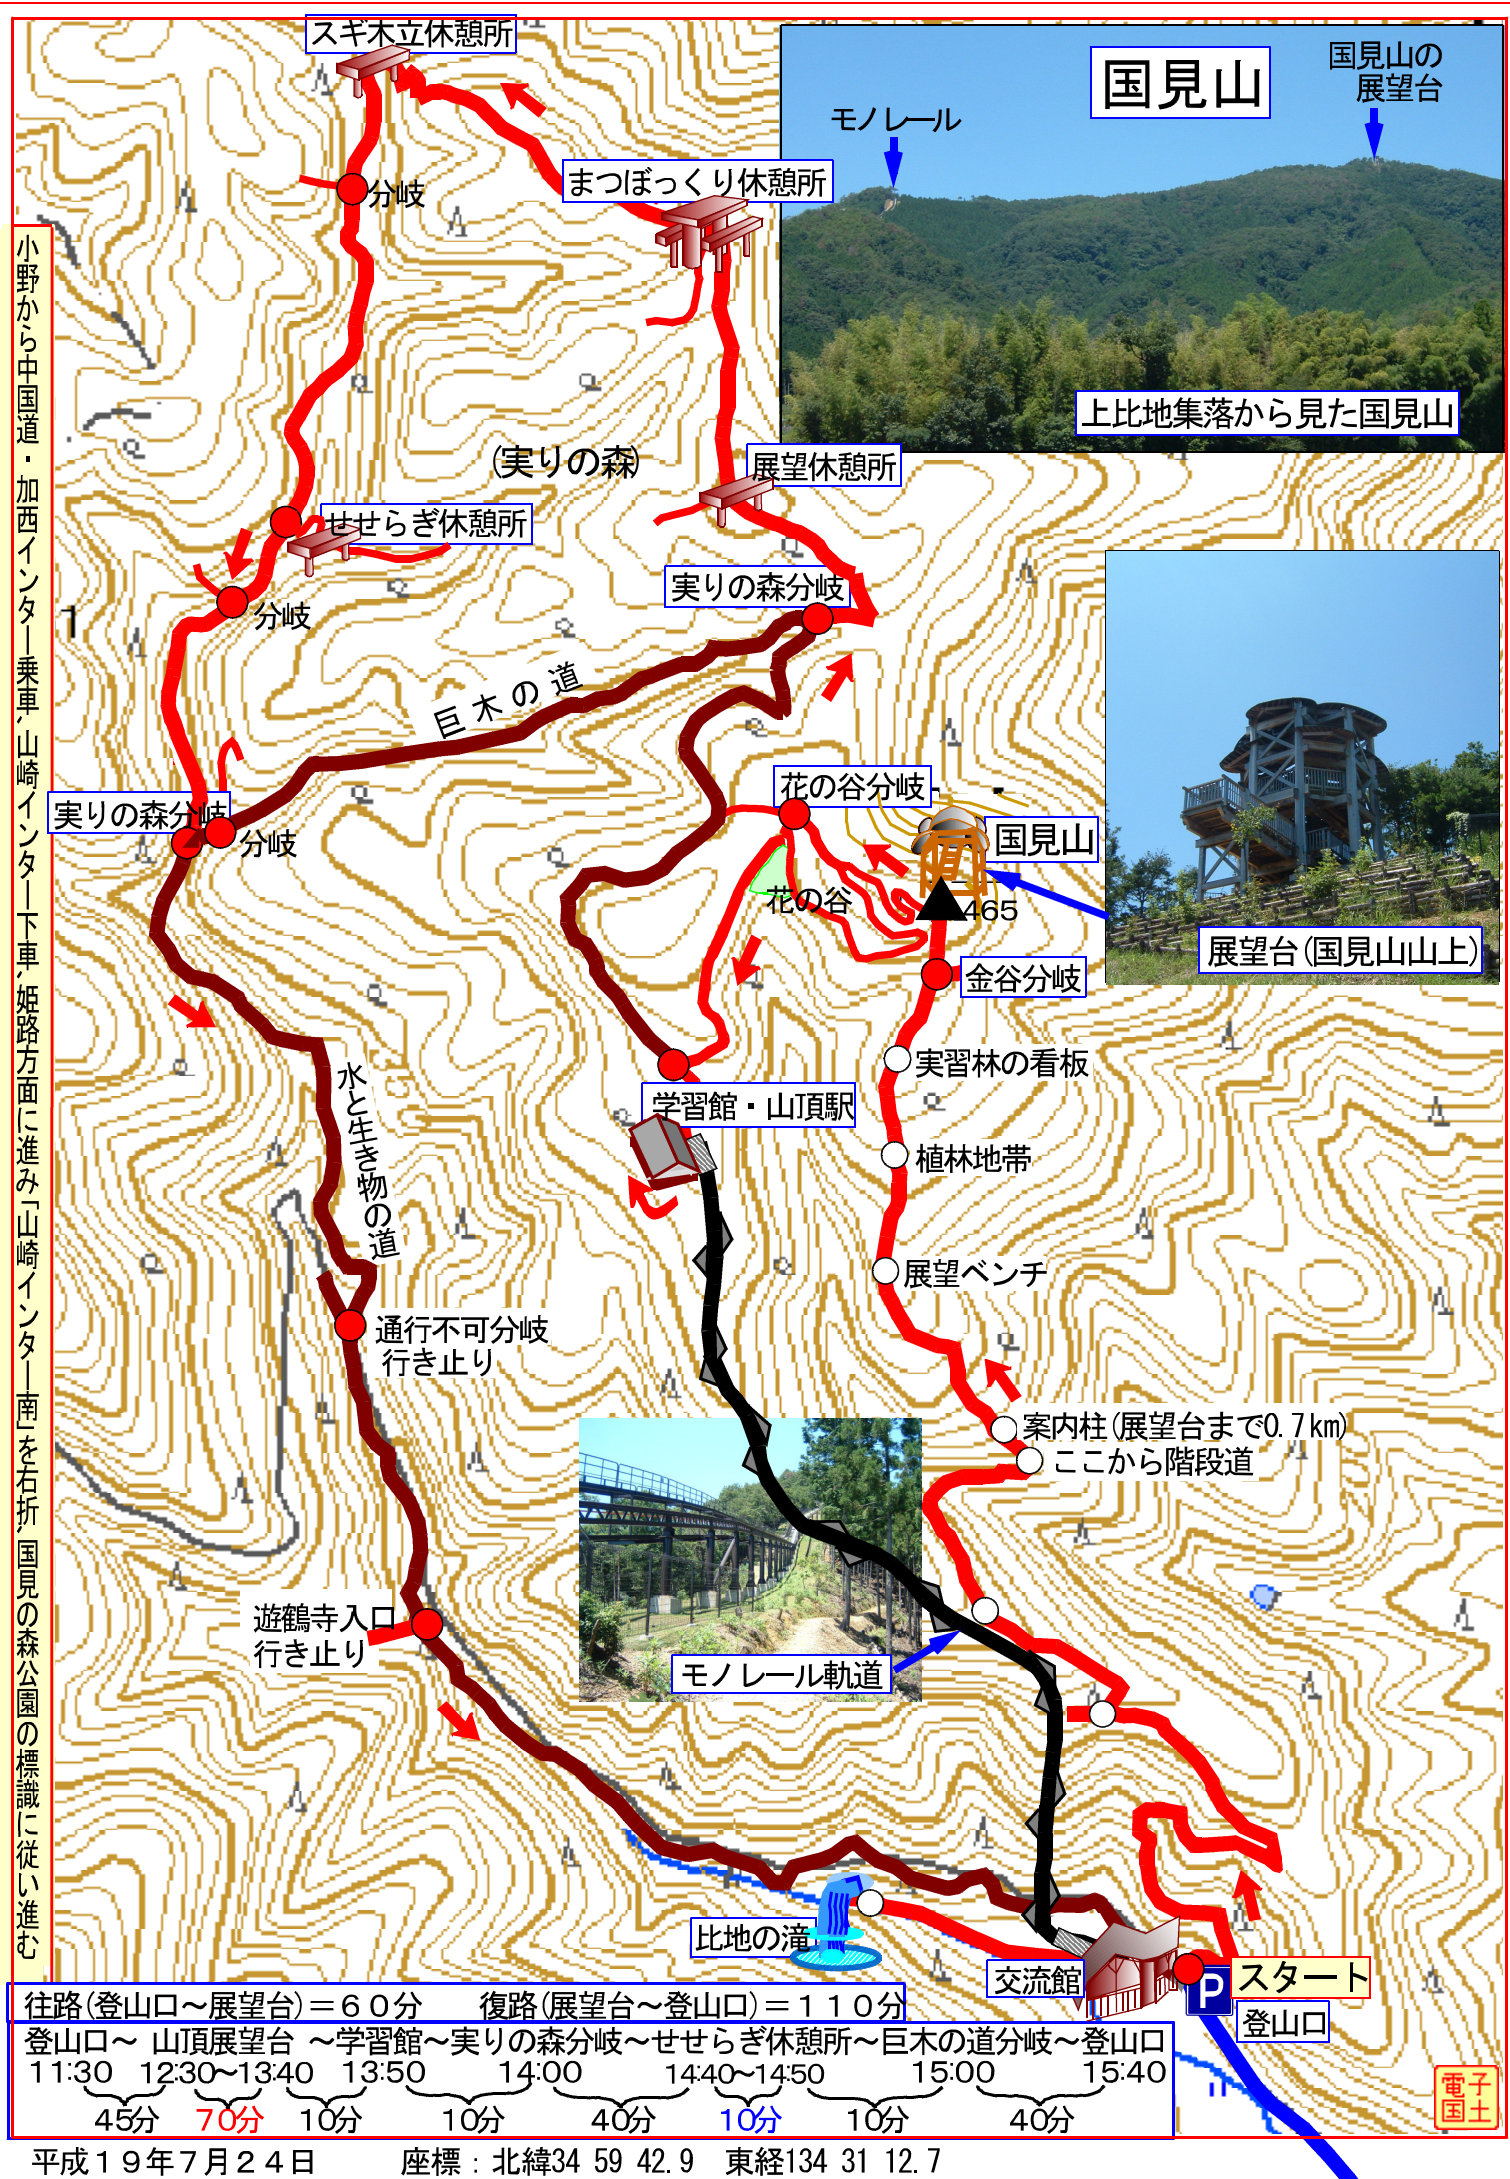 スギ木立休憩所
国見山
国見山の
展望台
モノレール
まつぼっくり休憩所
分岐
上比地集落から見た国見山
(実りの森)
展望休憩所
せせらぎ休憩所
実りの森分岐
分岐
1
巨木の道
花の谷分岐
実りの森分岐
分岐
国見山
花の谷
465
展望台(国見山山上)
金谷分岐
実習林の看板
水と生き物の道
学習館・山頂駅
植林地帯
展望ベンチ
通行不可分岐
行き止り
案内柱(展望台まで0.7km)
ここから階段道
遊鶴寺入口
行き止り
モノレール軌道
比地の滝
交流館
P
スタート
登山口
小野から中国道・加西インター乗車、山崎インター下車、姫路方面に進み「山崎インター南」を右折、国見の森公園の標識に従い進む
往路(登山口～展望台)＝６０分 復路(展望台～登山口)＝１１０分
登山口～ 山頂展望台 ～学習館～実りの森分岐～せせらぎ休憩所～巨木の道分岐～登山口
11:30 12:30～13:40 13:50 14:00 14:40～14:50 15:00 15:40
45分 70分 10分 10分 40分 10分 10分 40分
電子
国土
平成１９年７月２４日 座標：北緯34 59 42.9 東経134 31 12.7